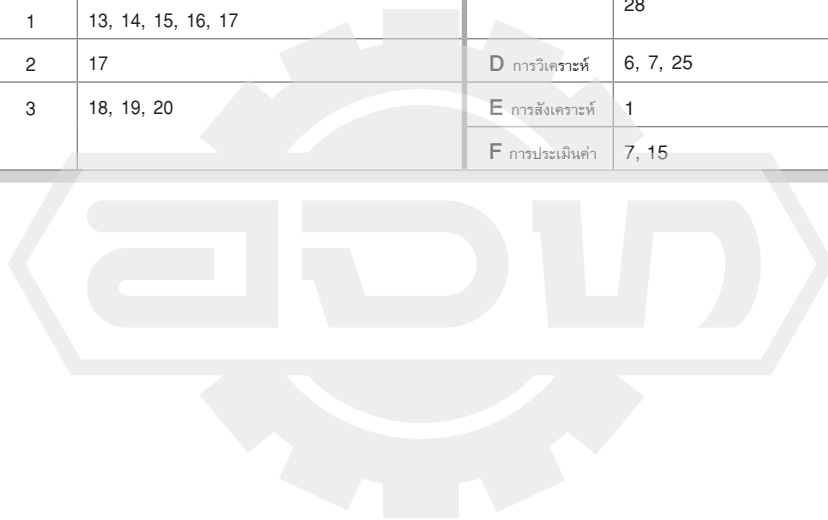 28
1 13, 14, 15, 16, 17
2 17 D การวิเคราะห์ 6, 7, 25
3 18, 19, 20 E การสังเคราะห์ 1
F การประเมินค่า 7, 15